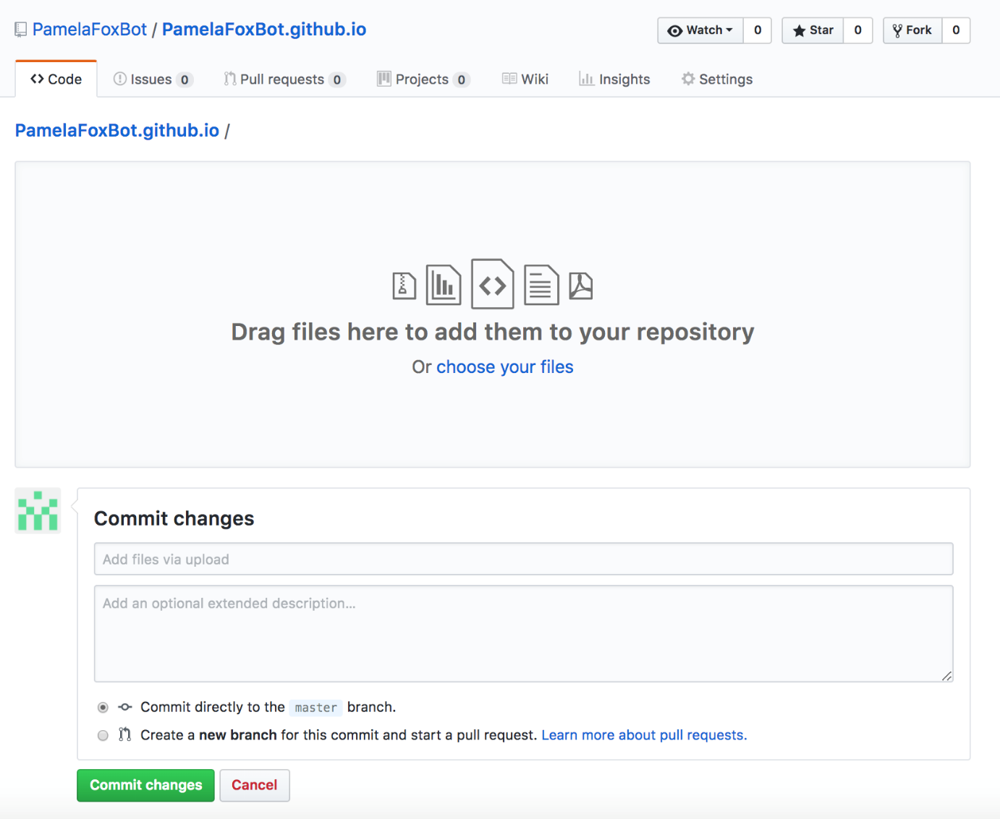 PamelaFoxBot / PamelaFoxBot.github.io
Watch 0 Star 0 Fork 0
Code Issues 0 Pull requests 0 Projects 0 Wiki Insights Settings
PamelaFoxBot.github.io /
Drag files here to add them to your repository
Or choose your files
Commit changes
Add files via upload
Add an optional extended description...
Commit directly to the master branch.
Create a new branch for this commit and start a pull request. Learn more about pull requests.
Commit changes Cancel